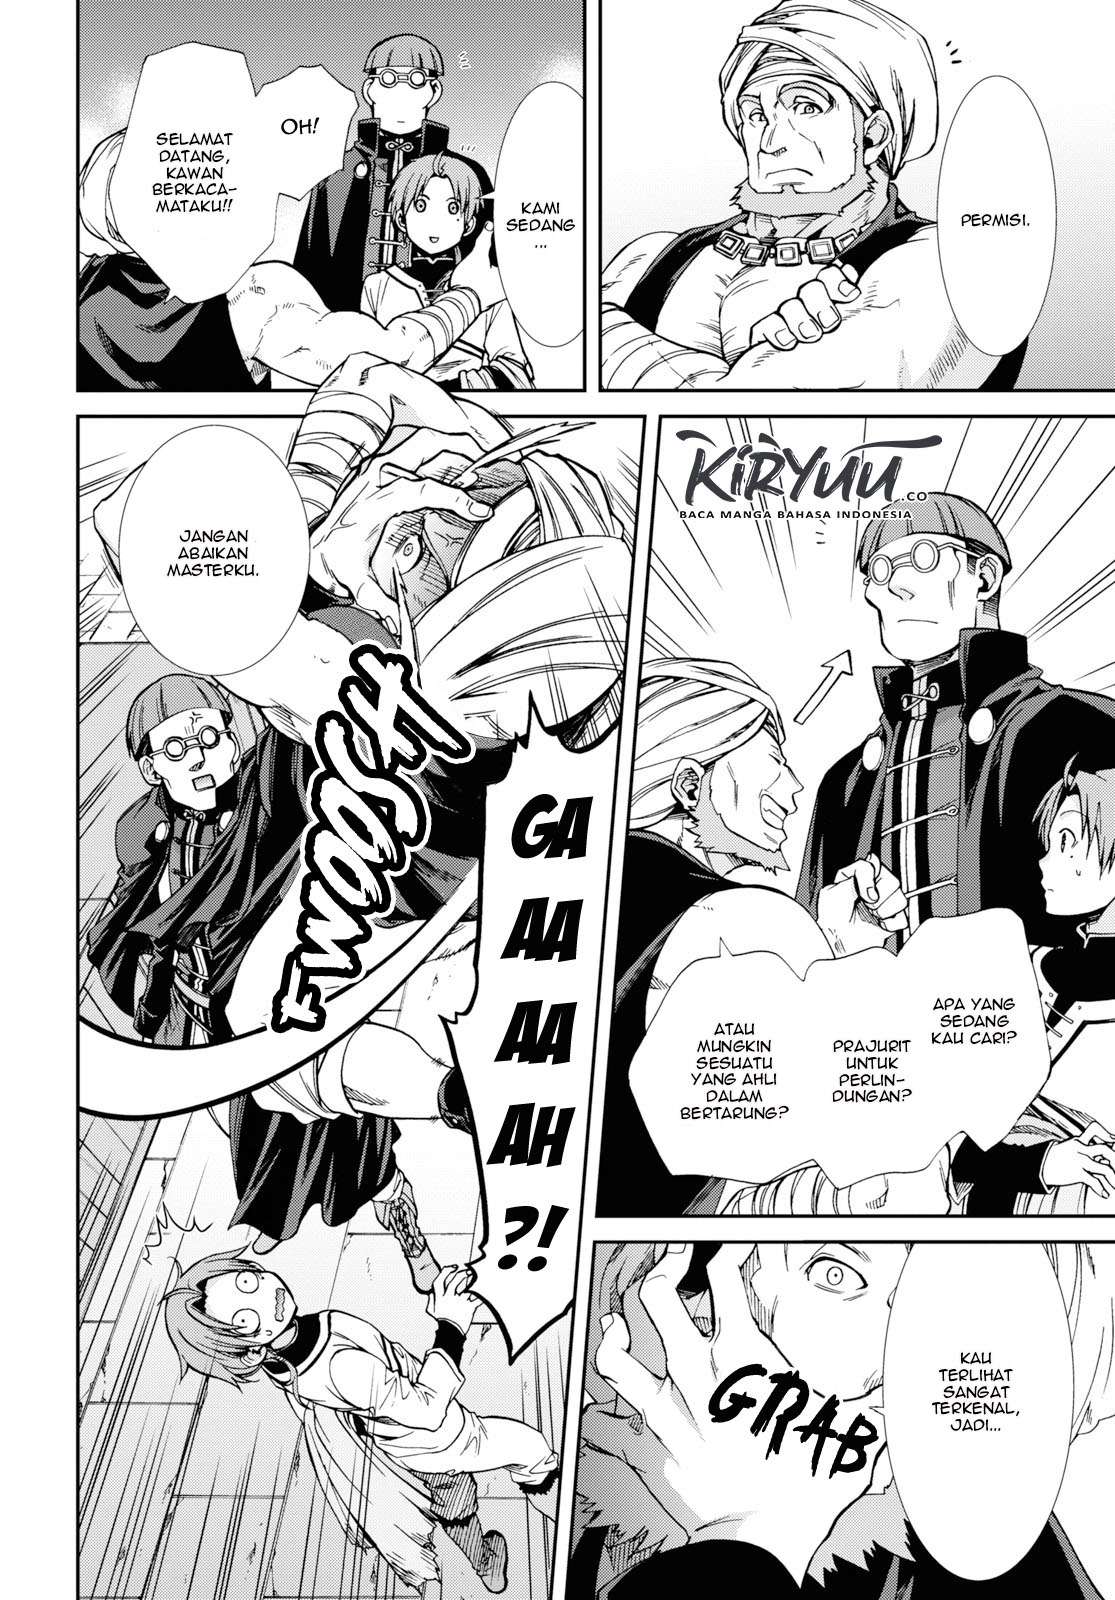 PERMISI.
KAMI
SEDANG
...
OH!
SELAMAT
DATANG,
KAWAN
BERKACA-
MATAKU!!
KIRYUU
.CO
BACA MANGA BAHASA INDONESIA
APA YANG
SEDANG
KAU CARI?
PRAJURIT
UNTUK
PERLIN-
DUNGAN?
ATAU
MUNGKIN
SESUATU
YANG AHLI
DALAM
BERTARUNG?
KAU
TERLIHAT
SANGAT
TERKENAL,
JADI...
GRAB
JANGAN
ABAIKAN
MASTERKU.
GA
AA
AA
AH
?!